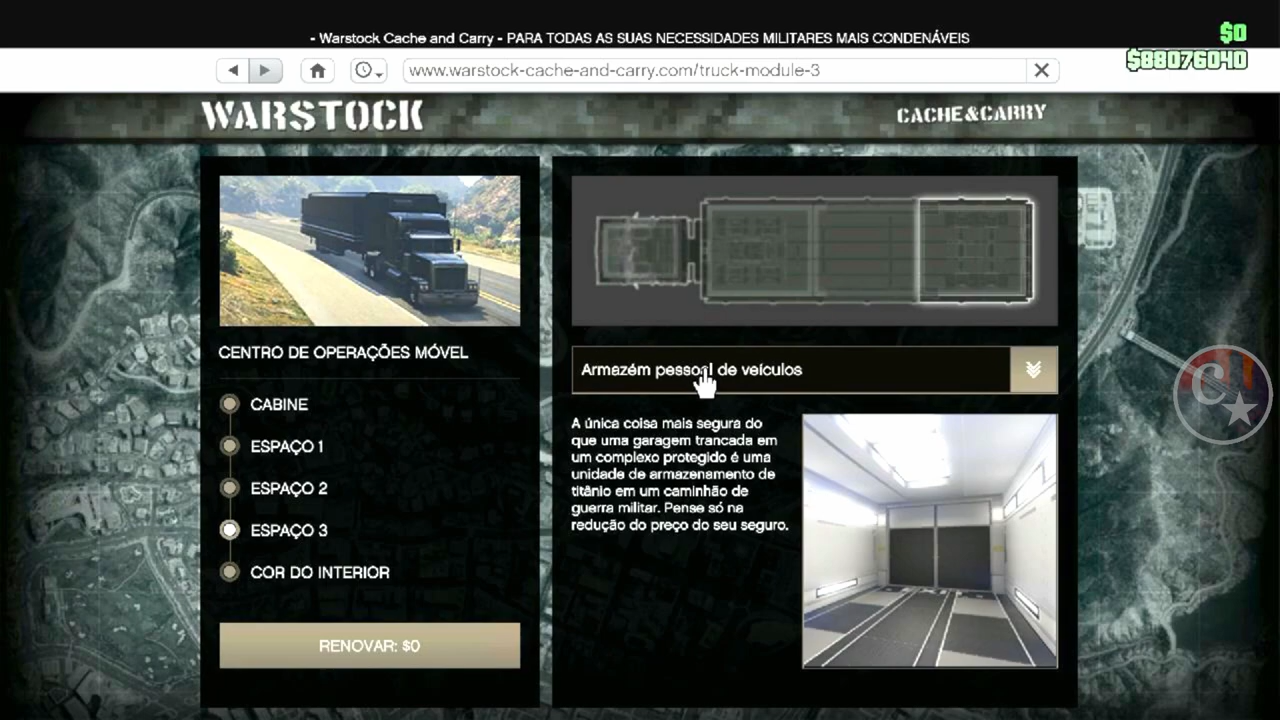 - Warstock Cache and Carry - PARA TODAS AS SUAS NECESSIDADES MILITARES MAIS CONDENÁVEIS
$0
$88076040
www.warstock-cache-and-carry.com/truck-module-3
WARSTOCK
CACHE&CARRY
CENTRO DE OPERAÇÕES MÓVEL
CABINE
ESPAÇO 1
ESPAÇO 2
ESPAÇO 3
COR DO INTERIOR
RENOVAR: $0
Armazém pessoal de veículos
A única coisa mais segura do
que uma garagem trancada em
um complexo protegido é uma
unidade de armazenamento de
titânio em um caminhão de
guerra militar. Pense só na
redução do preço do seu seguro.
C